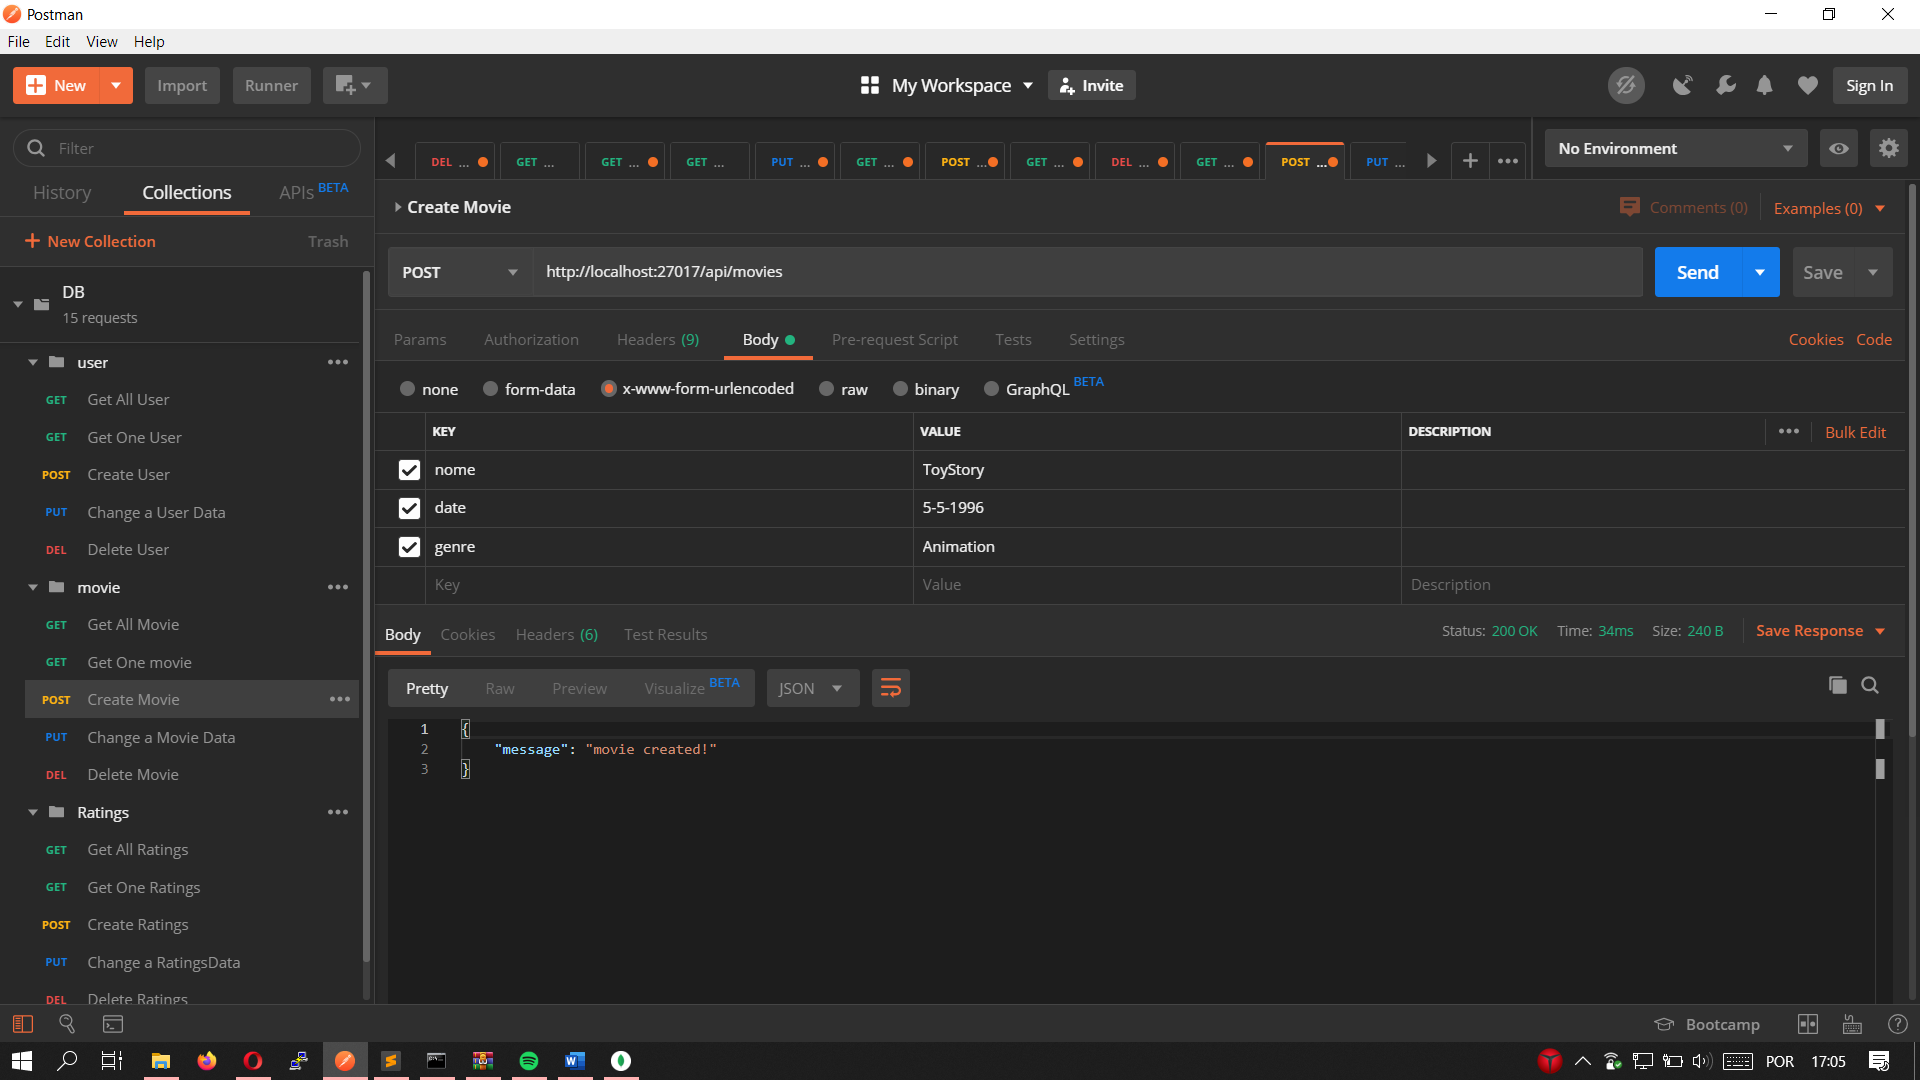 Postman
File Edit View Help
New Import Runner My Workspace Invite Sign In
Filter
History Collections APIs BETA
New Collection Trash
DB
15 requests
user
GET Get All User
GET Get One User
POST Create User
PUT Change a User Data
DEL Delete User
movie
GET Get All Movie
GET Get One movie
POST Create Movie
PUT Change a Movie Data
DEL Delete Movie
Ratings
GET Get All Ratings
GET Get One Ratings
POST Create Ratings
PUT Change a RatingsData
DEL Delete Ratings
DEL ... GET ... GET ... GET ... PUT ... GET ... POST ... GET ... DEL ... GET ... POST ... PUT ...
No Environment
Create Movie Comments (0) Examples (0)
POST http://localhost:27017/api/movies Send Save
Params Authorization Headers (9) Body Pre-request Script Tests Settings Cookies Code
none form-data x-www-form-urlencoded raw binary GraphQL BETA
KEY VALUE DESCRIPTION Bulk Edit
nome ToyStory
date 5-5-1996
genre Animation
Key Value Description
Body Cookies Headers (6) Test Results Status: 200 OK Time: 34ms Size: 240 B Save Response
Pretty Raw Preview Visualize BETA JSON
1 {
2 "message": "movie created!"
3 }
Bootcamp
POR 17:05